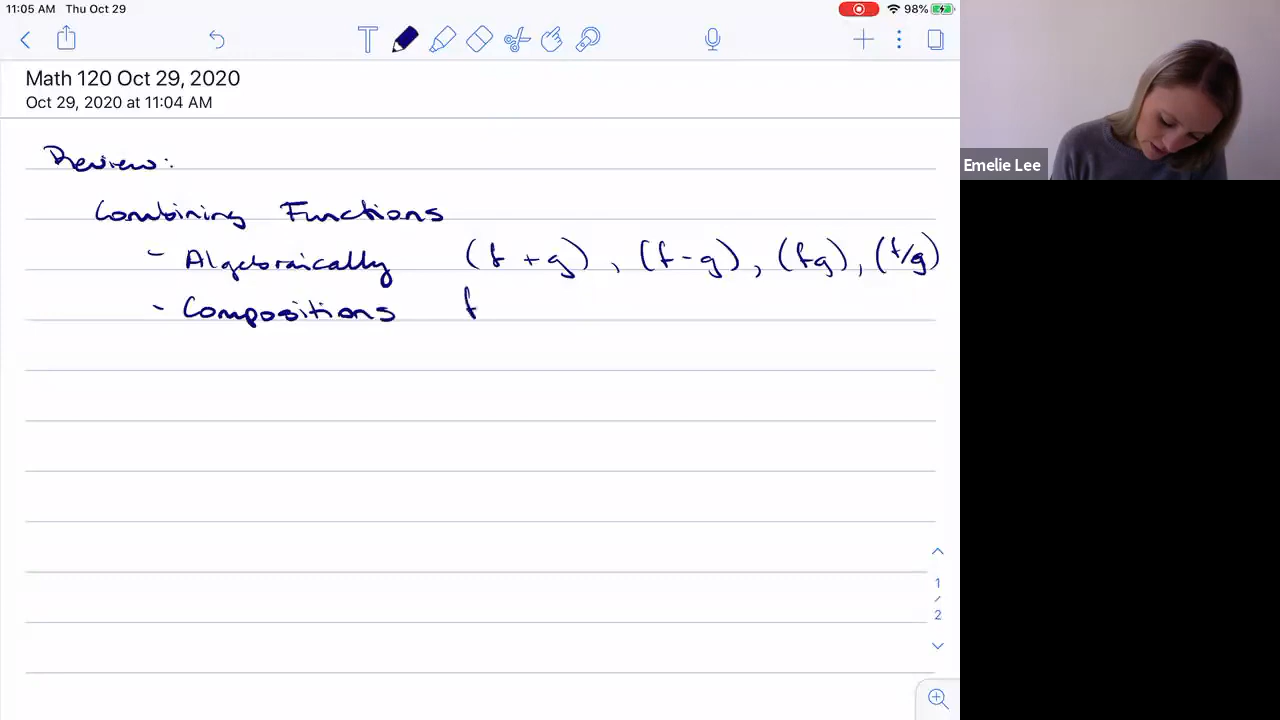 11:05 AM Thu Oct 29 98%
Math 120 Oct 29, 2020
Oct 29, 2020 at 11:04 AM
Review:
Combining Functions
- Algebraically (f + g), (f - g), (fg), (f/g)
- Compositions f
Emelie Lee
1
/
2